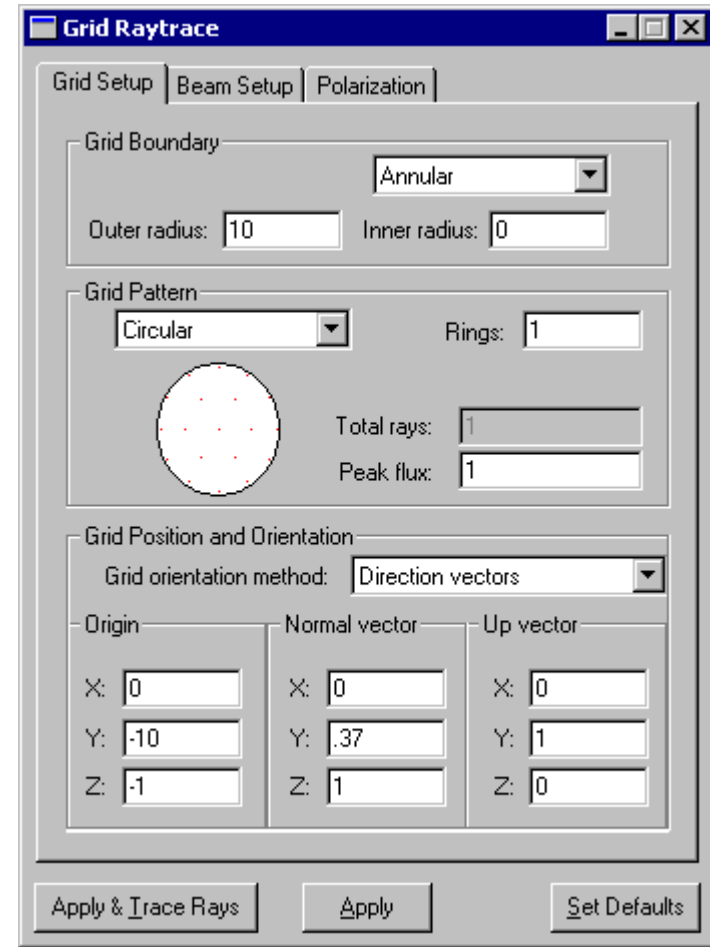 Grid Raytrace
Grid Setup Beam Setup Polarization
Grid Boundary
Annular
Outer radius: 10 Inner radius: 0
Grid Pattern
Circular Rings: 1
Total rays: 1
Peak flux: 1
Grid Position and Orientation
Grid orientation method: Direction vectors
Origin Normal vector Up vector
X: 0 X: 0 X: 0
Y: -10 Y: .37 Y: 1
Z: -1 Z: 1 Z: 0
Apply & Trace Rays Apply Set Defaults